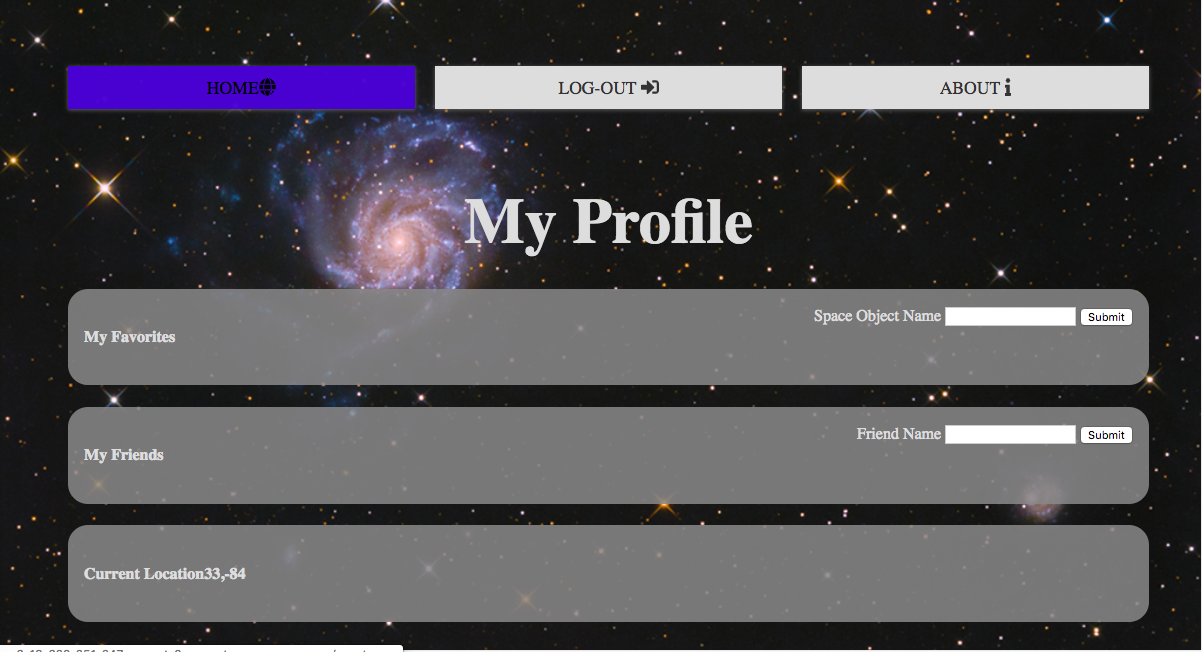 HOME
LOG-OUT
ABOUT
My Profile
Space Object Name Submit
My Favorites
Friend Name Submit
My Friends
Current Location33,-84